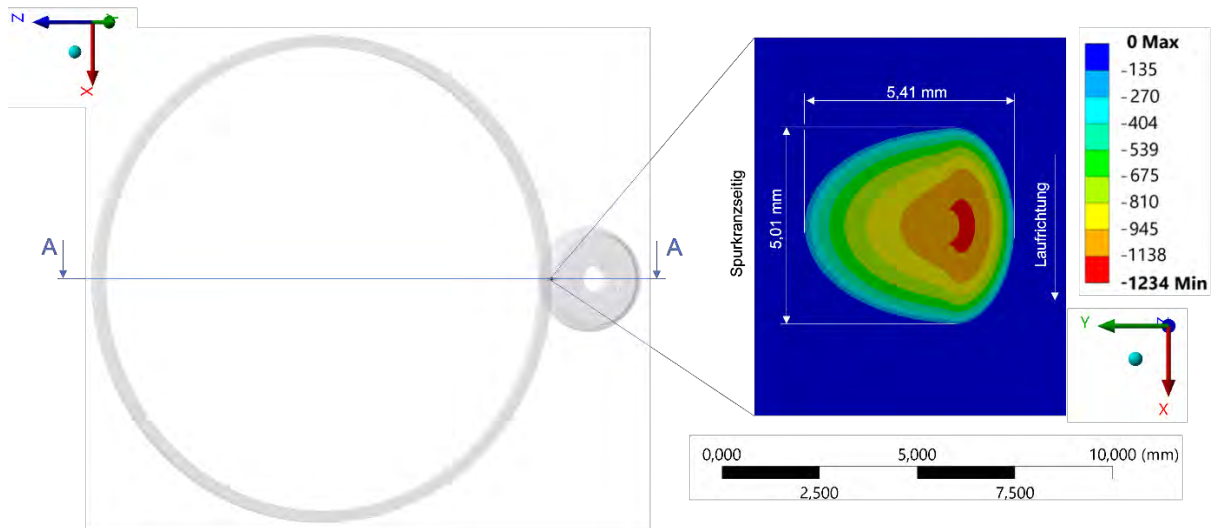 Z
X
A
A
5,41 mm
5,01 mm
Spurkranzseitig
Laufrichtung
0 Max
-135
-270
-404
-539
-675
-810
-945
-1138
-1234 Min
Y
X
0,000
5,000
10,000 (mm)
2,500
7,500